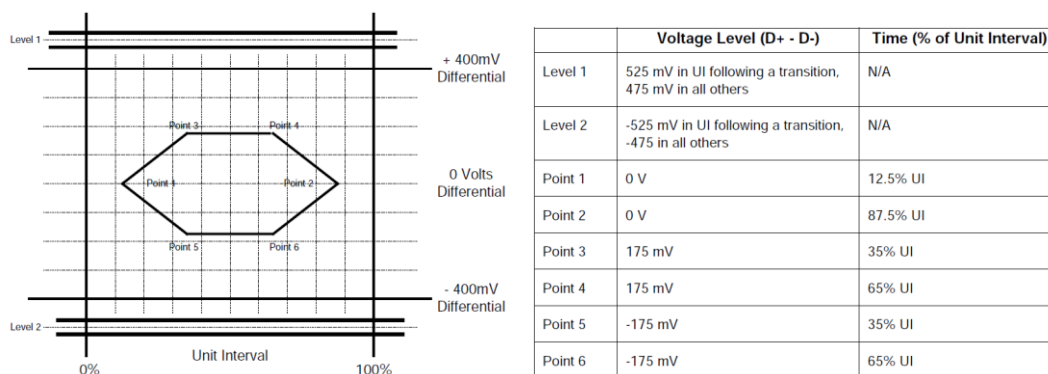 Level 1
+ 400mV
Differential
Point 3
Point 4
Point 1
Point 2
0 Volts
Differential
Point 5
Point 6
- 400mV
Differential
Level 2
Unit Interval
0%
100%
Voltage Level (D+ - D-) Time (% of Unit Interval)
Level 1 525 mV in UI following a transition, N/A
475 mV in all others
Level 2 -525 mV in UI following a transition, N/A
-475 in all others
Point 1 0 V 12.5% UI
Point 2 0 V 87.5% UI
Point 3 175 mV 35% UI
Point 4 175 mV 65% UI
Point 5 -175 mV 35% UI
Point 6 -175 mV 65% UI